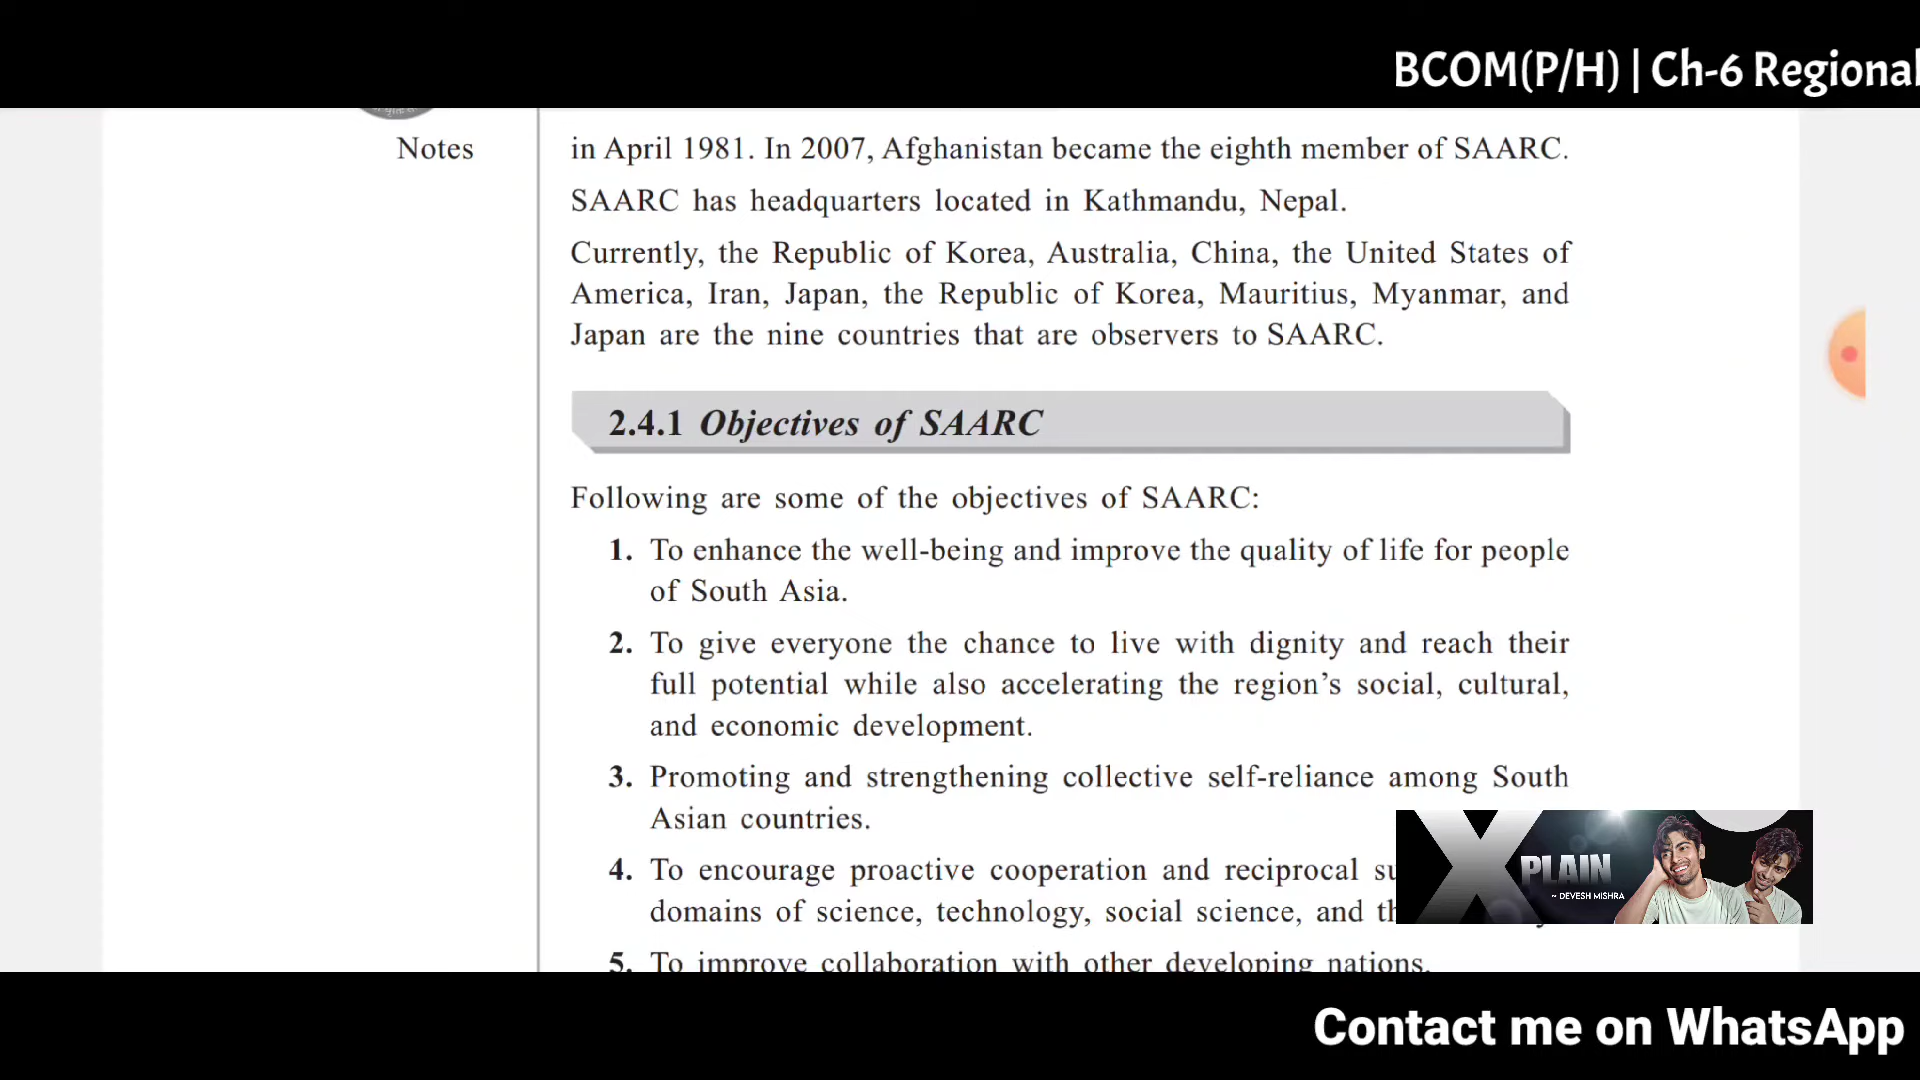 BCOM(P/H) | Ch-6 Regional
Notes
in April 1981. In 2007, Afghanistan became the eighth member of SAARC.
SAARC has headquarters located in Kathmandu, Nepal.
Currently, the Republic of Korea, Australia, China, the United States of
America, Iran, Japan, the Republic of Korea, Mauritius, Myanmar, and
Japan are the nine countries that are observers to SAARC.
2.4.1 Objectives of SAARC
Following are some of the objectives of SAARC:
1. To enhance the well-being and improve the quality of life for people
of South Asia.
2. To give everyone the chance to live with dignity and reach their
full potential while also accelerating the region's social, cultural,
and economic development.
3. Promoting and strengthening collective self-reliance among South
Asian countries.
4. To encourage proactive cooperation and reciprocal
domains of science, technology, social science, and
5. To improve collaboration with other developing nations.
XPLAIN
~ DEVESH MISHRA
Contact me on WhatsApp